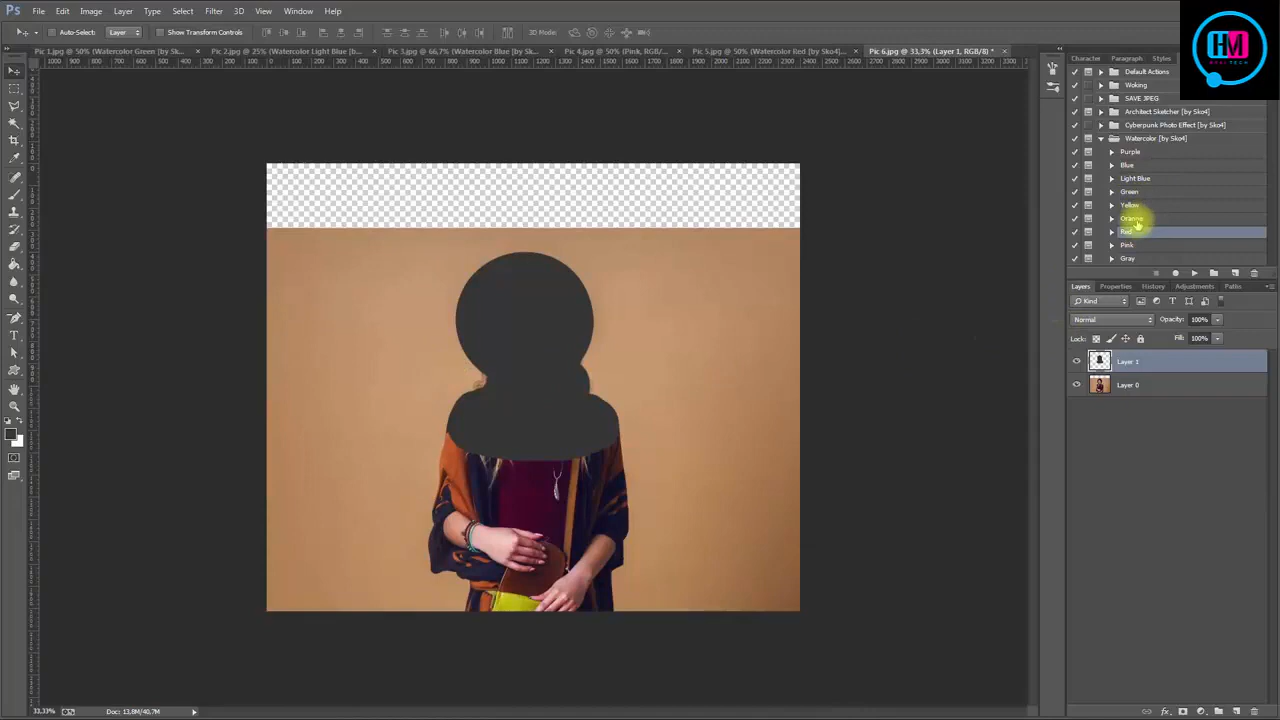 Ps File Edit Image Layer Type Select Filter 3D View Window Help
Auto-Select: Layer Show Transform Controls 3D Mode:
Pic 1.jpg @ 50% (Watercolor Green [by Sk... × Pic 2.jpg @ 25% (Watercolor Light Blue [b... × Pic 3.jpg @ 66,7% (Watercolor Blue [by Sk... × Pic 4.jpg @ 50% (Pink, RGB/... × Pic 5.jpg @ 50% (Watercolor Red [by Sko4]... × Pic 6.jpg @ 33,3% (Layer 1, RGB/8) * ×
HM
Character Paragraph Styles
Default Actions
Woking
SAVE JPEG
Architect Sketcher [by Sko4]
Cyberpunk Photo Effect [by Sko4]
Watercolor [by Sko4]
Purple
Blue
Light Blue
Green
Yellow
Orange
Red
Pink
Gray
Layers Properties History Adjustments Paths
Kind
Normal Opacity: 100%
Lock: Fill: 100%
Layer 1
Layer 0
33,33% Doc: 13,8M/40,7M